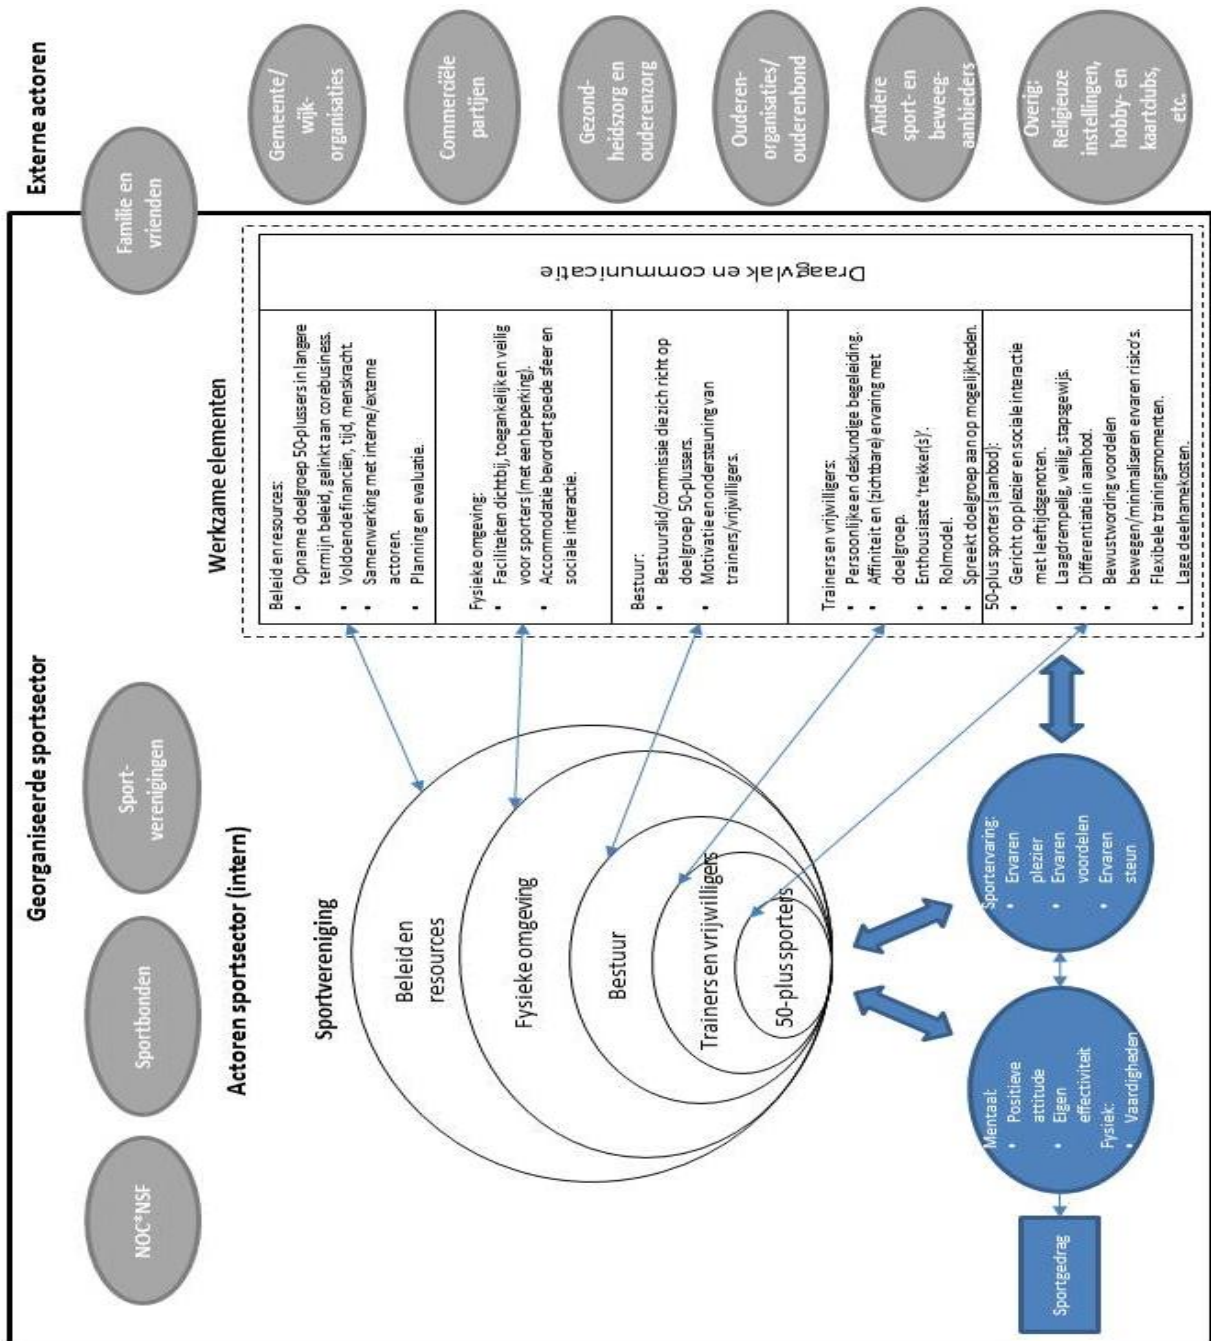 Georganiseerde sportsector
Externe actoren
NOC*NSF
Sportbonden
Sport-
verenigingen
Familie en
vrienden
Gemeente/
wijk-
organisaties
Commerciële
partijen
Gezond-
heidszorg en
ouderenzorg
Ouderen-
organisaties/
ouderenbond
Andere
sport- en
beweeg-
aanbieders
Overig:
Religieuze
instellingen,
hobby- en
kaartclubs,
etc.
Actoren sportsector (intern)
Sportvereniging
Beleid en
resources
Fysieke omgeving
Bestuur
Trainers en vrijwilligers
50-plus sporters
Werkzame elementen
Beleid en resources:
• Opname doelgroep 50-plussers in langere
termijn beleid, gelinkt aan corebusiness.
• Voldoende financiën, tijd, menskracht.
• Samenwerking met interne/externe
actoren.
• Planning en evaluatie.
Fysieke omgeving:
• Faciliteiten dichtbij, toegankelijk en veilig
voor sporters (met een beperking).
• Accommodatie bevordert goede sfeer en
sociale interactie.
Bestuur:
• Bestuurslid/commissie die zich richt op
doelgroep 50-plussers.
• Motivatie en ondersteuning van
trainers/vrijwilligers.
Trainers en vrijwilligers:
• Persoonlijke en deskundige begeleiding.
• Affiniteit en (zichtbare) ervaring met
doelgroep.
• Enthousiaste 'trekker(s)'.
• Rolmodel.
• Spreekt doelgroep aan op mogelijkheden.
50-plus sporters (aanbod):
• Gericht op plezier en sociale interactie
met leeftijdsgenoten.
• Laagdrempelig, veilig, stapsgewijs.
• Differentiatie in aanbod.
• Bewustwording voordelen
bewegen/minimaliseren ervaren risico's.
• Flexibele trainingsmomenten.
• Lage deelnamekosten.
Draagvlak en communicatie
Sportgedrag
Mentaal:
• Positieve
attitude
• Eigen
effectiviteit
Fysiek:
• Vaardigheden
Sportervaring:
• Ervaren
plezier
• Ervaren
voordelen
• Ervaren
steun